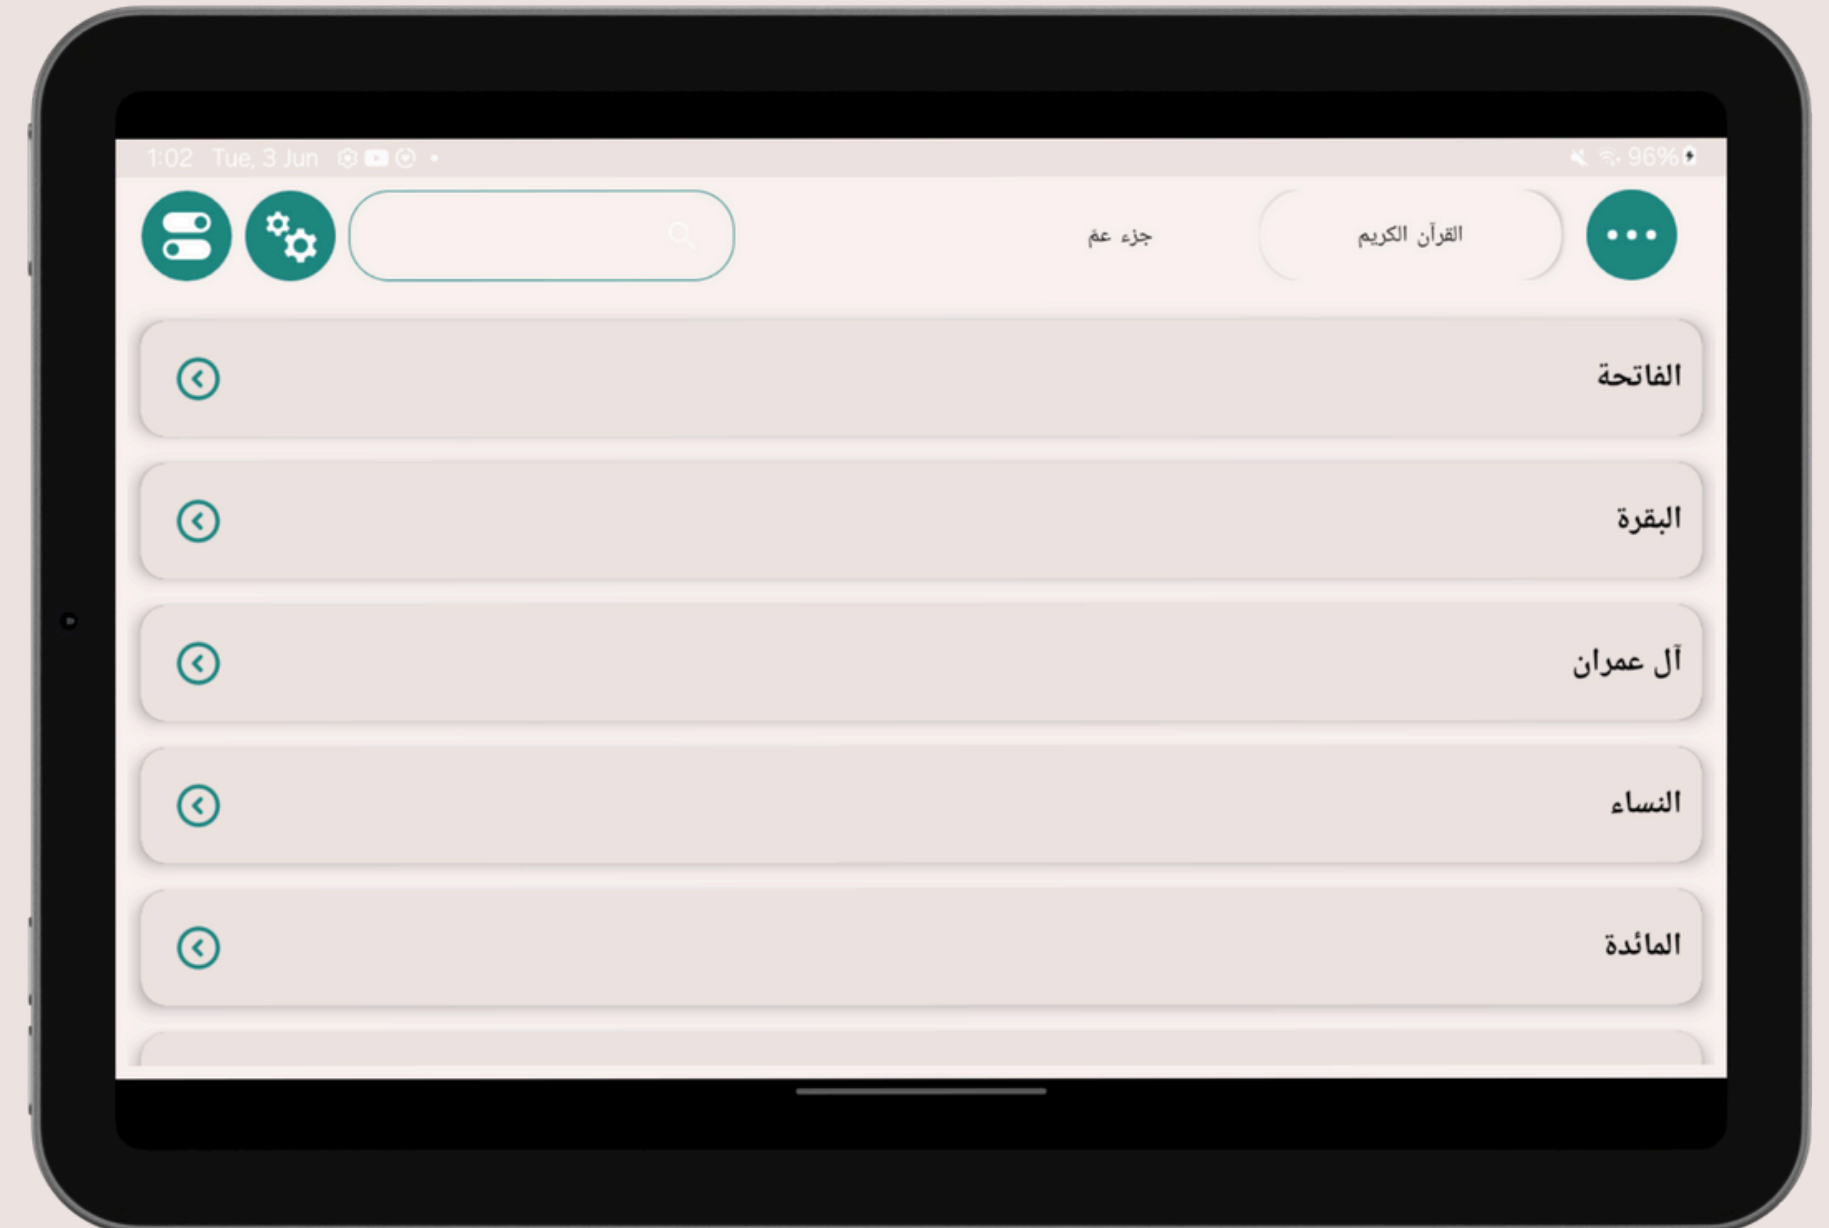 1:02 Tue, 3 Jun 96%
القرآن الكريم
جزء عمّ
الفاتحة
البقرة
آل عمران
النساء
المائدة